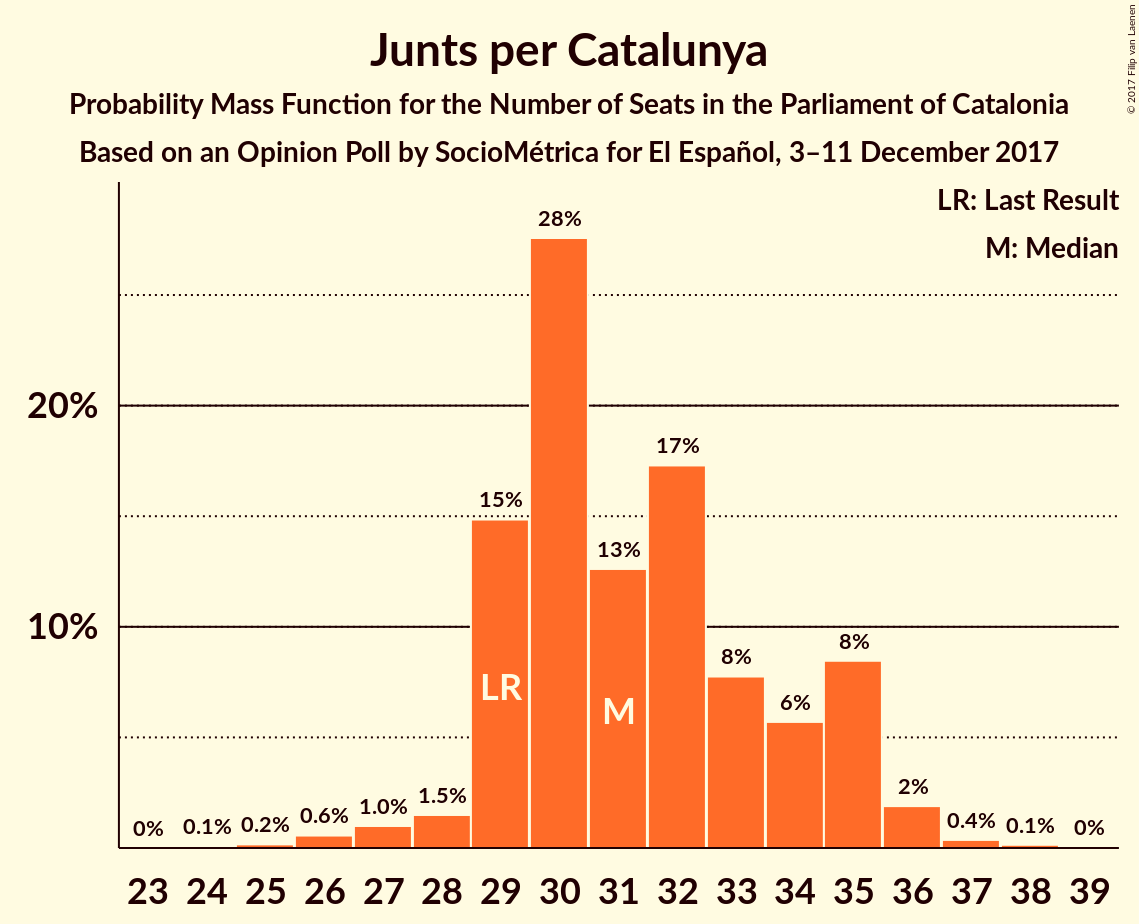 Junts per Catalunya
Probability Mass Function for the Number of Seats in the Parliament of Catalonia
Based on an Opinion Poll by SocioMétrica for El Español, 3–11 December 2017
© 2017 Filip van Laenen
LR: Last Result
M: Median
20%
10%
0%
0.1%
0.2%
0.6%
1.0%
1.5%
15%
28%
13%
17%
8%
6%
8%
2%
0.4%
0.1%
0%
LR
M
23 24 25 26 27 28 29 30 31 32 33 34 35 36 37 38 39